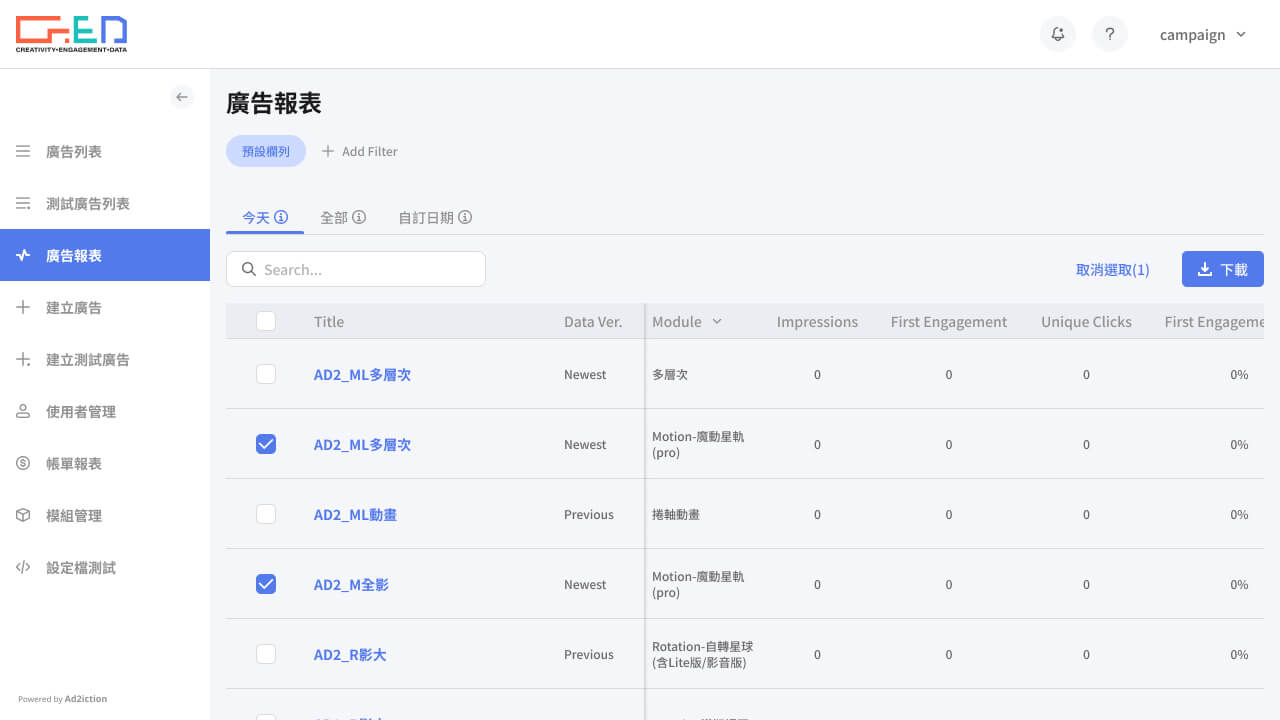 CREATIVITY•ENGAGEMENT•DATA
?
campaign
廣告列表
測試廣告列表
廣告報表
建立廣告
建立測試廣告
使用者管理
帳單報表
模組管理
設定檔測試
Powered by Ad2iction
廣告報表
預設欄列 Add Filter
今天 全部 自訂日期
Search...
取消選取(1) 下載
Title Data Ver. Module Impressions First Engagement Unique Clicks First Engageme
AD2_ML多層次 Newest 多層次 0 0 0 0%
AD2_ML多層次 Newest Motion-魔動星軌
(pro) 0 0 0 0%
AD2_ML動畫 Previous 捲軸動畫 0 0 0 0%
AD2_M全影 Newest Motion-魔動星軌
(pro) 0 0 0 0%
AD2_R影大 Previous Rotation-自轉星球
(含Lite版/影音版) 0 0 0 0%